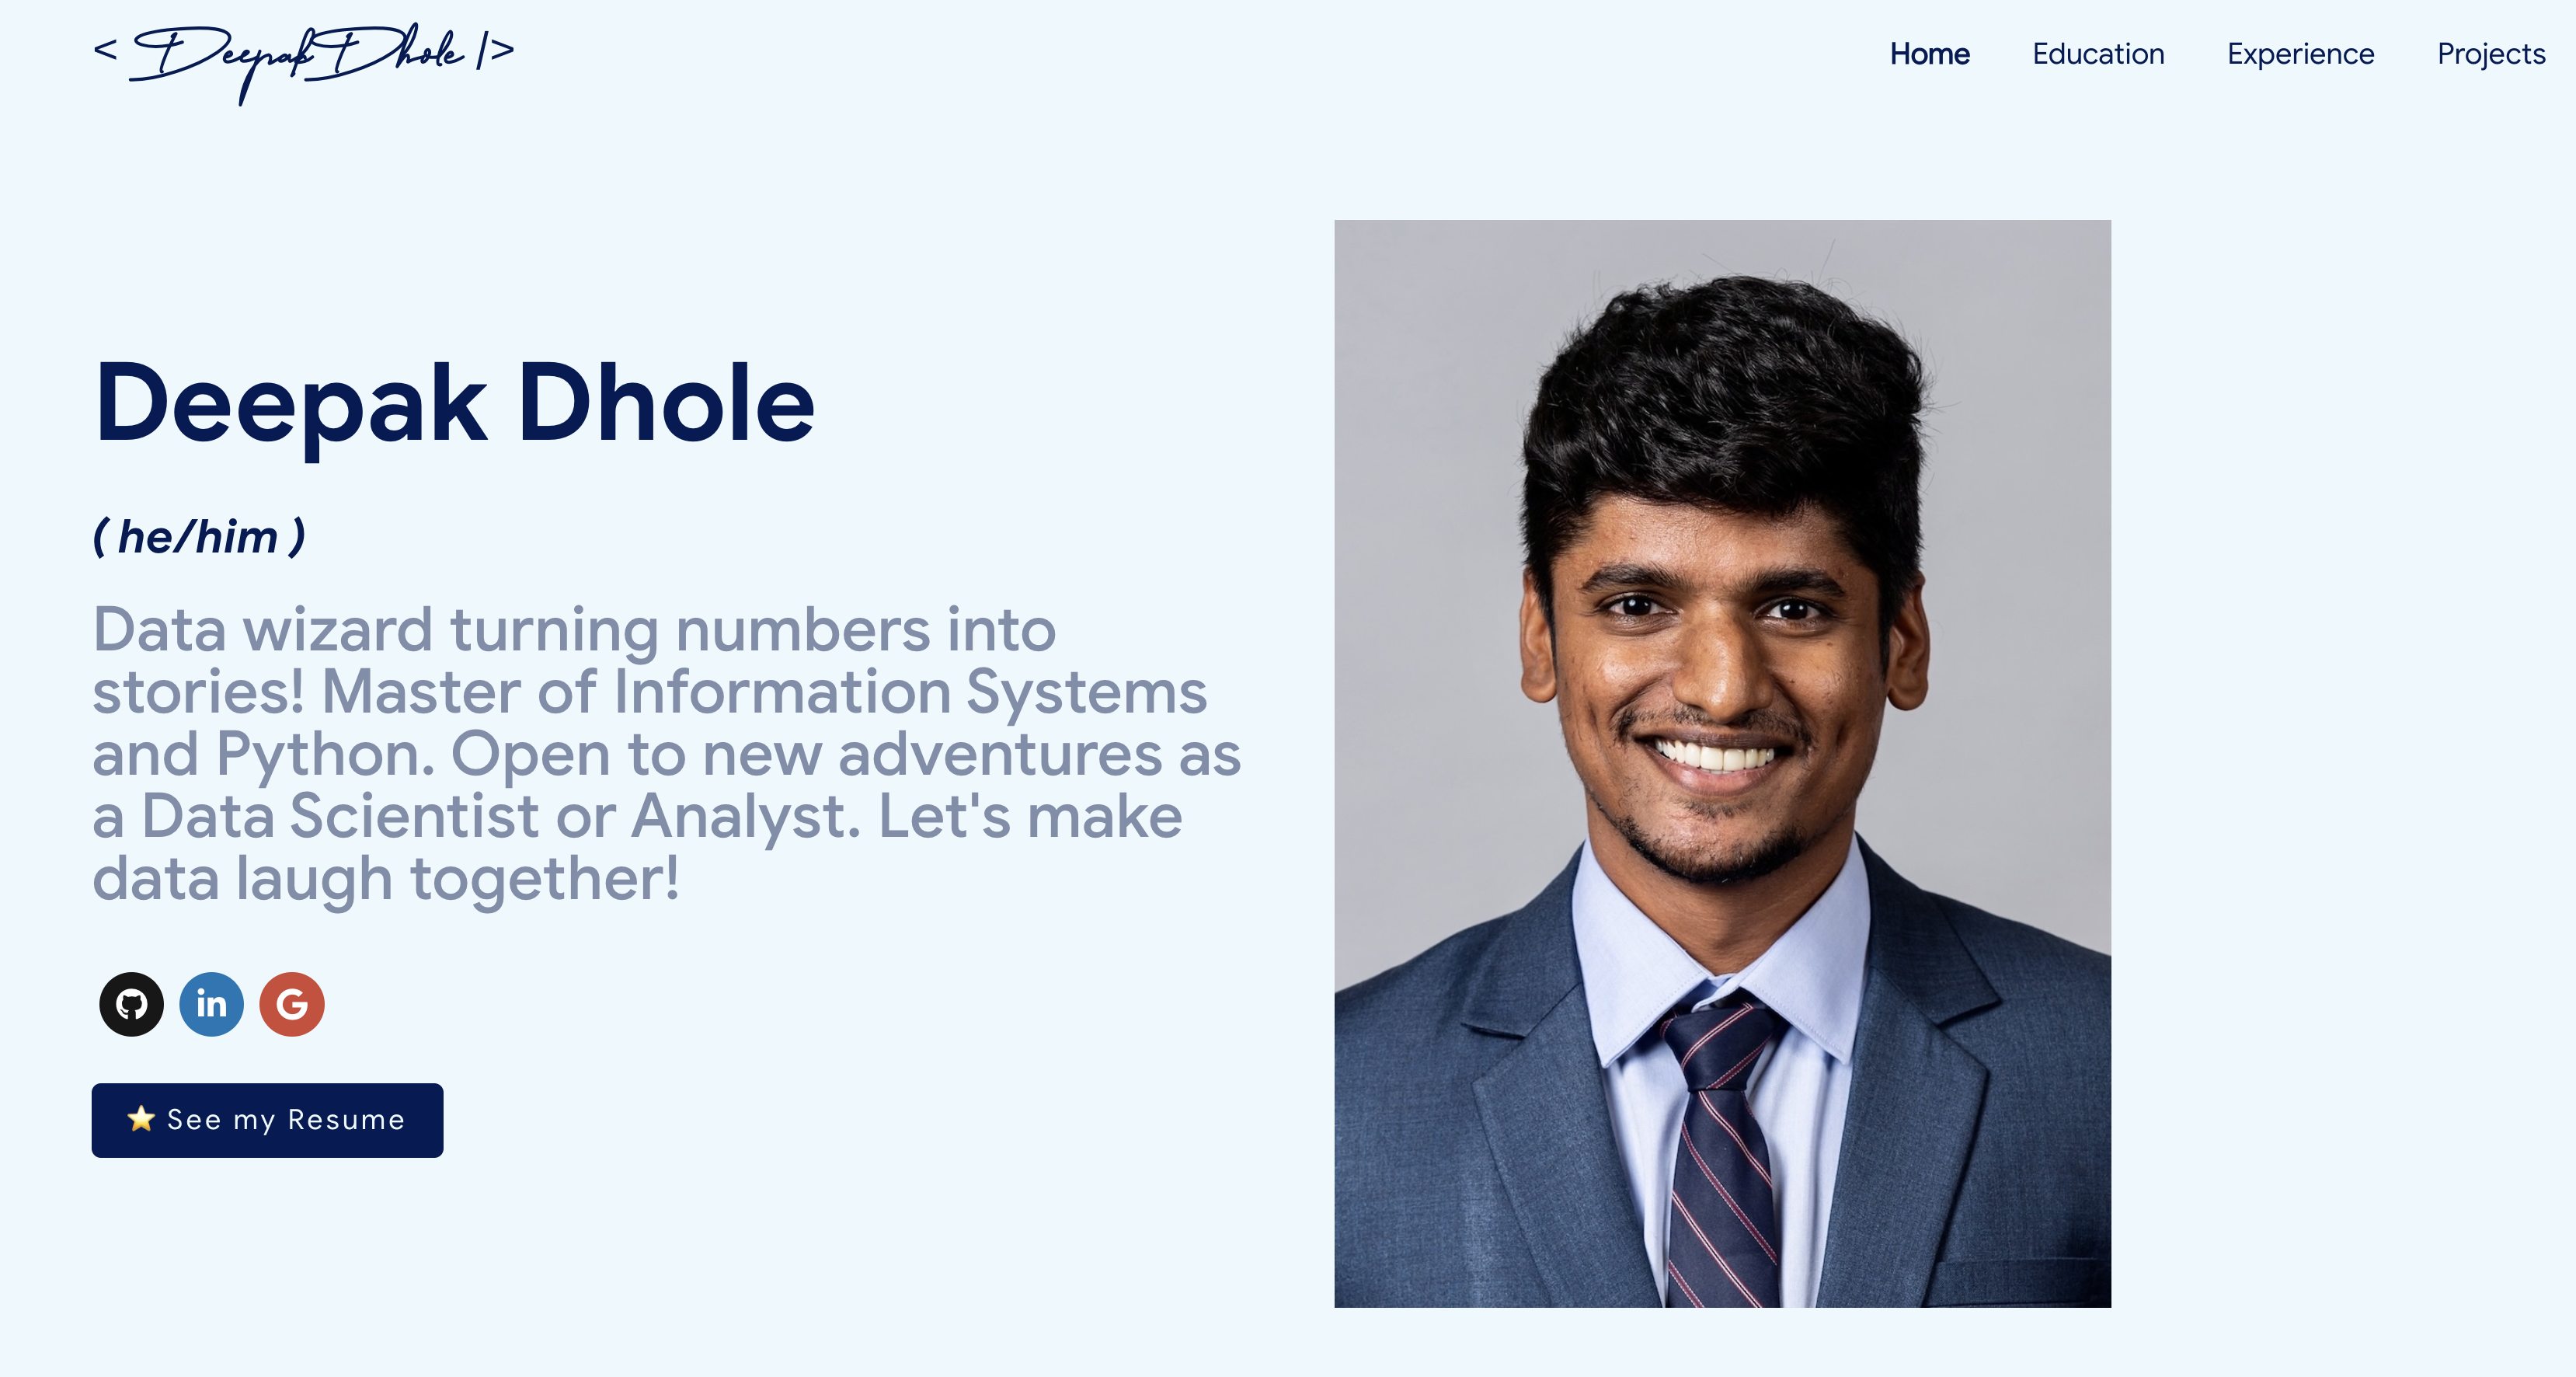 < Deepak Dhole />
Home Education Experience Projects
Deepak Dhole
( he/him )
Data wizard turning numbers into
stories! Master of Information Systems
and Python. Open to new adventures as
a Data Scientist or Analyst. Let's make
data laugh together!
in G
⭐ See my Resume